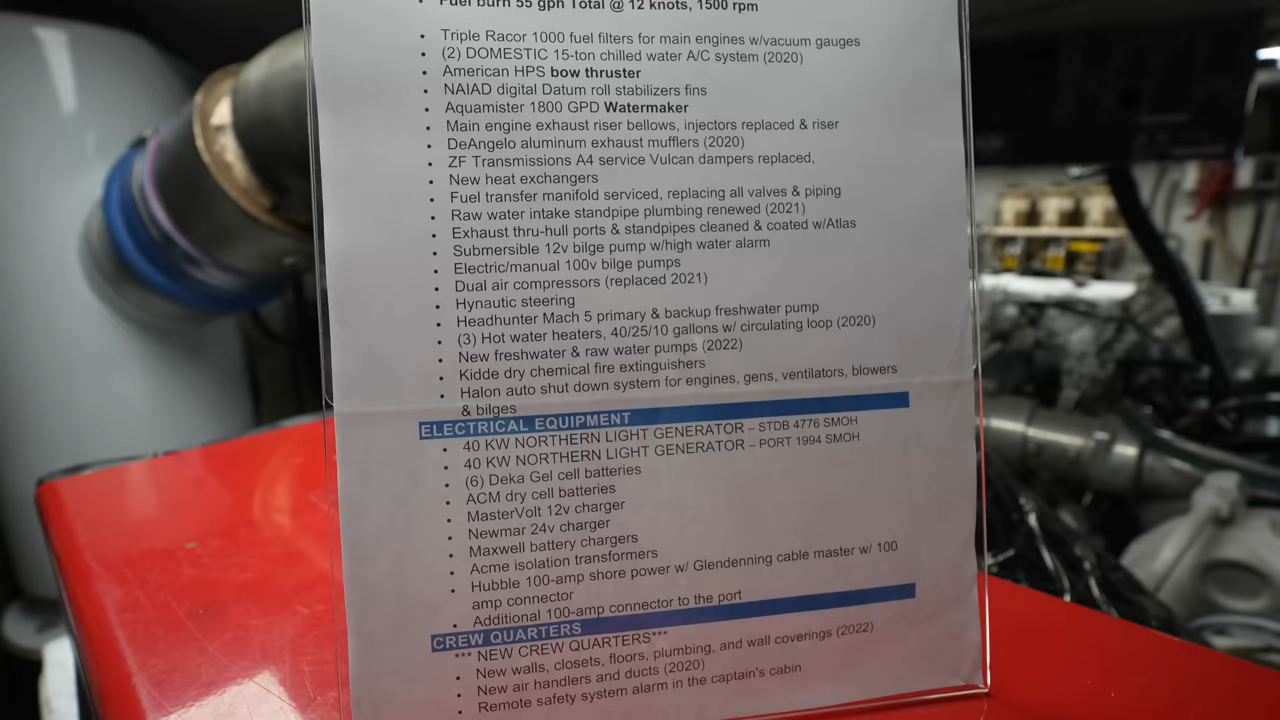 Fuel burn 55 gph Total @ 12 knots, 1500 rpm
• Triple Racor 1000 fuel filters for main engines w/vacuum gauges
• (2) DOMESTIC 15-ton chilled water A/C system (2020)
• American HPS bow thruster
• NAIAD digital Datum roll stabilizers fins
• Aquamister 1800 GPD Watermaker
• Main engine exhaust riser bellows, injectors replaced & riser
• DeAngelo aluminum exhaust mufflers (2020)
• ZF Transmissions A4 service Vulcan dampers replaced,
• New heat exchangers
• Fuel transfer manifold serviced, replacing all valves & piping
• Raw water intake standpipe plumbing renewed (2021)
• Exhaust thru-hull ports & standpipes cleaned & coated w/Atlas
• Submersible 12v bilge pump w/high water alarm
• Electric/manual 100v bilge pumps
• Dual air compressors (replaced 2021)
• Hynautic steering
• Headhunter Mach 5 primary & backup freshwater pump
• (3) Hot water heaters, 40/25/10 gallons w/ circulating loop (2020)
• New freshwater & raw water pumps (2022)
• Kidde dry chemical fire extinguishers
• Halon auto shut down system for engines, gens, ventilators, blowers
& bilges
ELECTRICAL EQUIPMENT
• 40 KW NORTHERN LIGHT GENERATOR – STDB 4776 SMOH
• 40 KW NORTHERN LIGHT GENERATOR – PORT 1994 SMOH
• (6) Deka Gel cell batteries
• ACM dry cell batteries
• MasterVolt 12v charger
• Newmar 24v charger
• Maxwell battery chargers
• Acme isolation transformers
• Hubble 100-amp shore power w/ Glendenning cable master w/ 100
amp connector
• Additional 100-amp connector to the port
CREW QUARTERS
*** NEW CREW QUARTERS***
• New walls, closets, floors, plumbing, and wall coverings (2022)
• New air handlers and ducts (2020)
• Remote safety system alarm in the captain's cabin